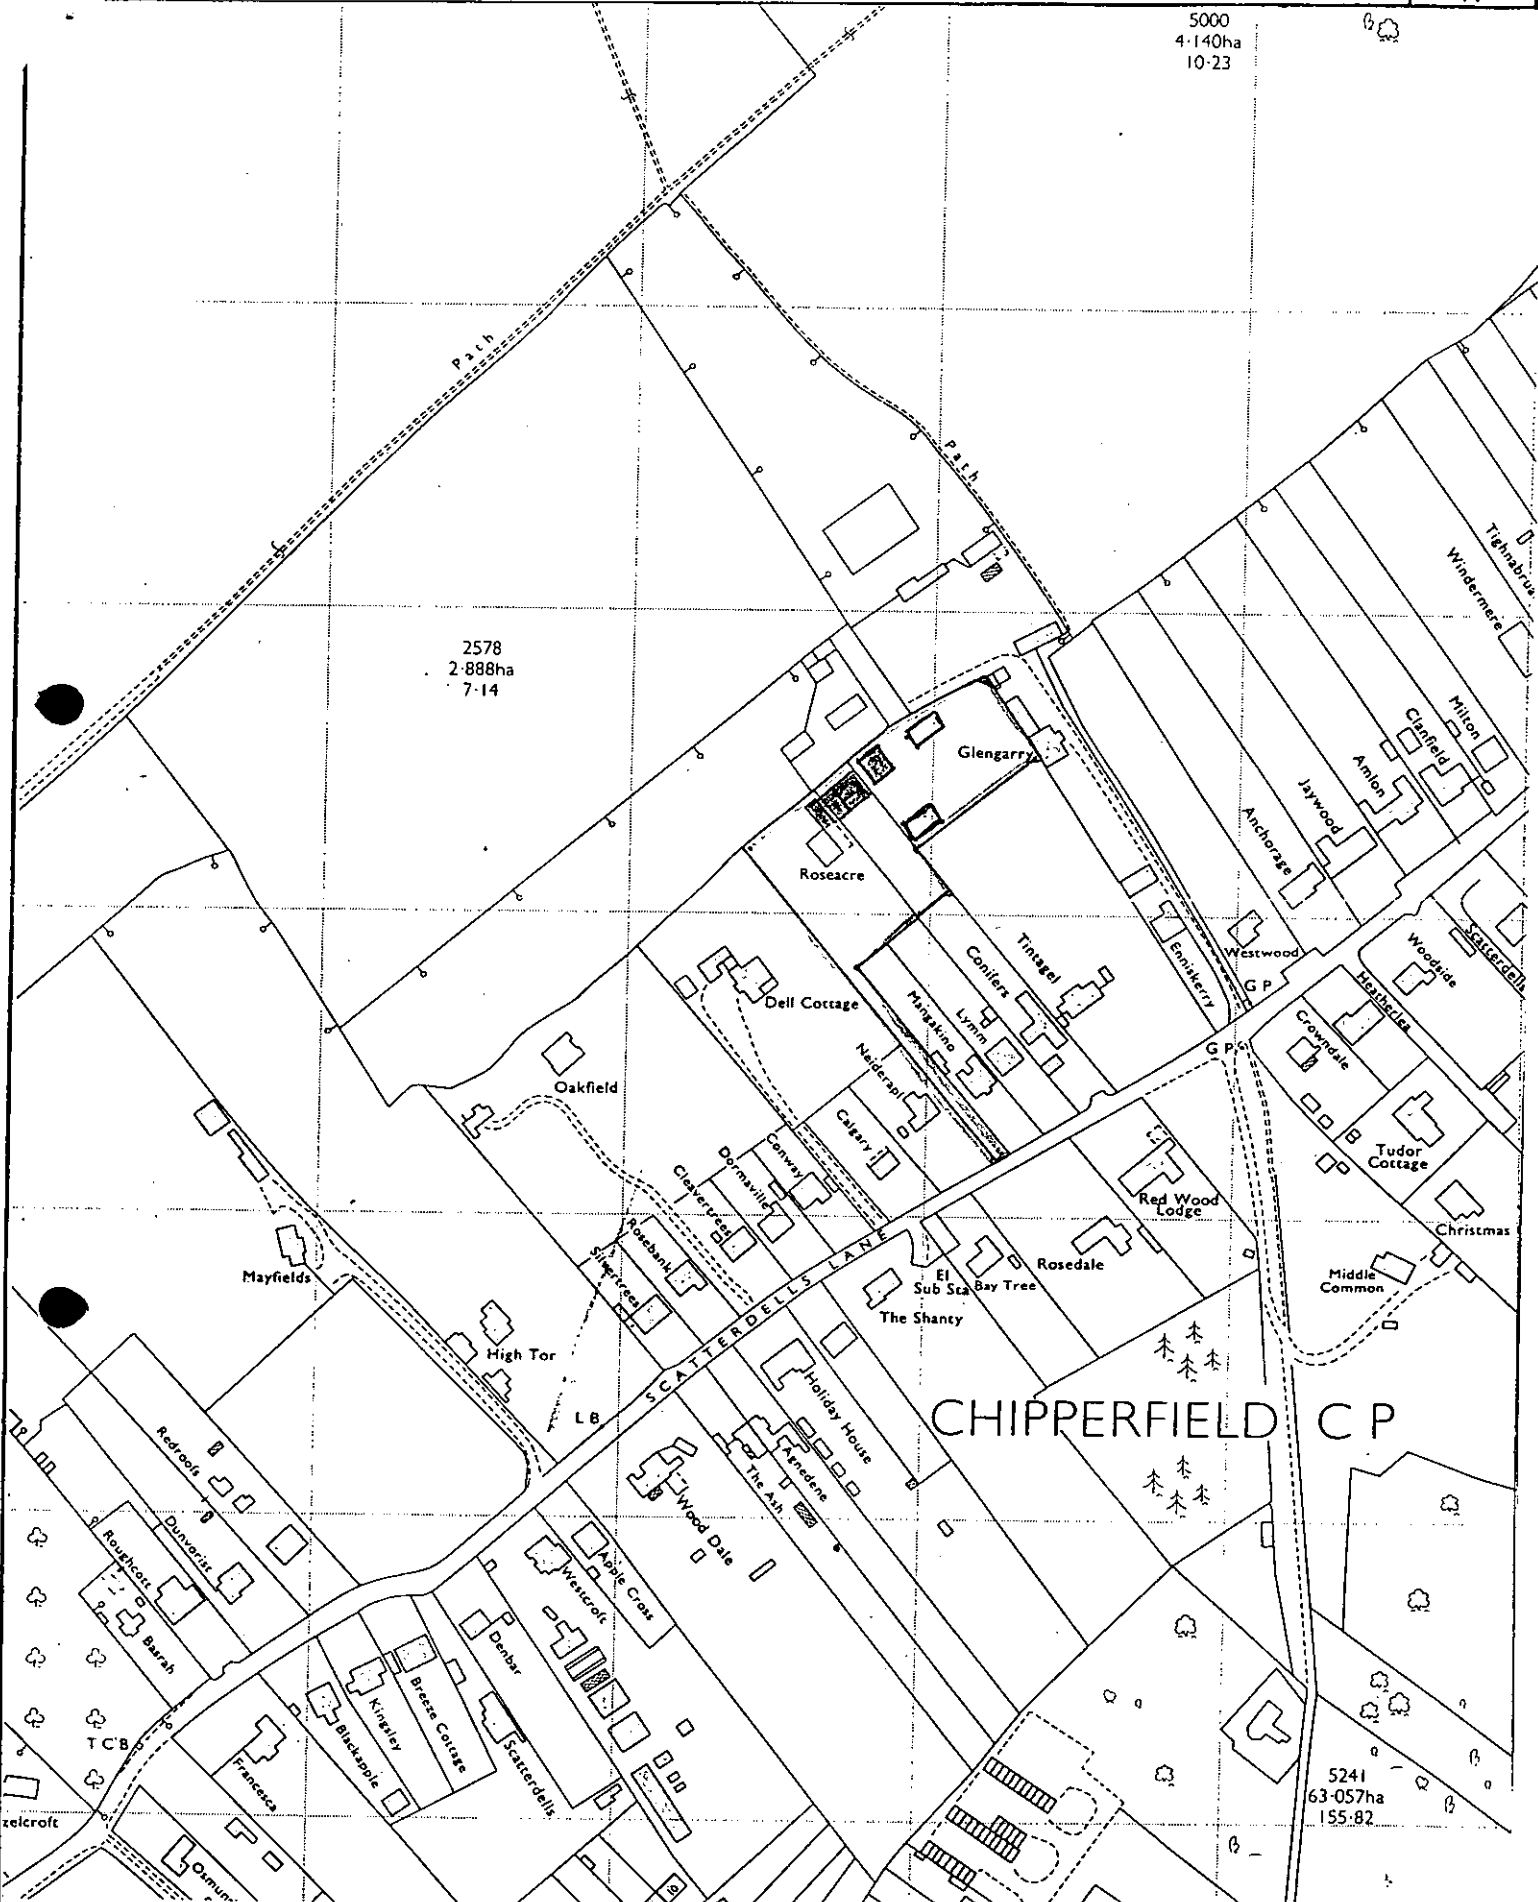 5000
4·140ha
10·23
Path
Path
2578
2·888ha
7·14
Windermere
Milton
Clanfield
Amlon
Jaywood
Anchorage
Glengarry
Roseacre
Westwood
G P
Enniskerry
Tintagel
Conifers
Lymm
Mangakino
Neiderapl
Dell Cottage
Oakfield
Calgary
Conway
Dormaville
Cleavertrees
Rosebank
Silvertrees
Woodside
Scatterdells
Heatherlea
Crowndale
G P s
Tudor
Cottage
Christmas
Middle
Common
Red Wood
Lodge
Rosedale
Bay Tree
El
Sub Sta
The Shanty
SCATTERDELLS LANE
Mayfields
High Tor
L B
Holiday House
Agnedene
The Ash
Wood Dale
Apple Cross
Westcroft
CHIPPERFIELD C P
Redroofs
Dunvorist
Roughcott
Basrah
T C B
Denbar
Breeze Cottage
Kingsley
Blackapple
Francesca
Scatterdells
zelcroft
10
5241
63·057ha
155·82